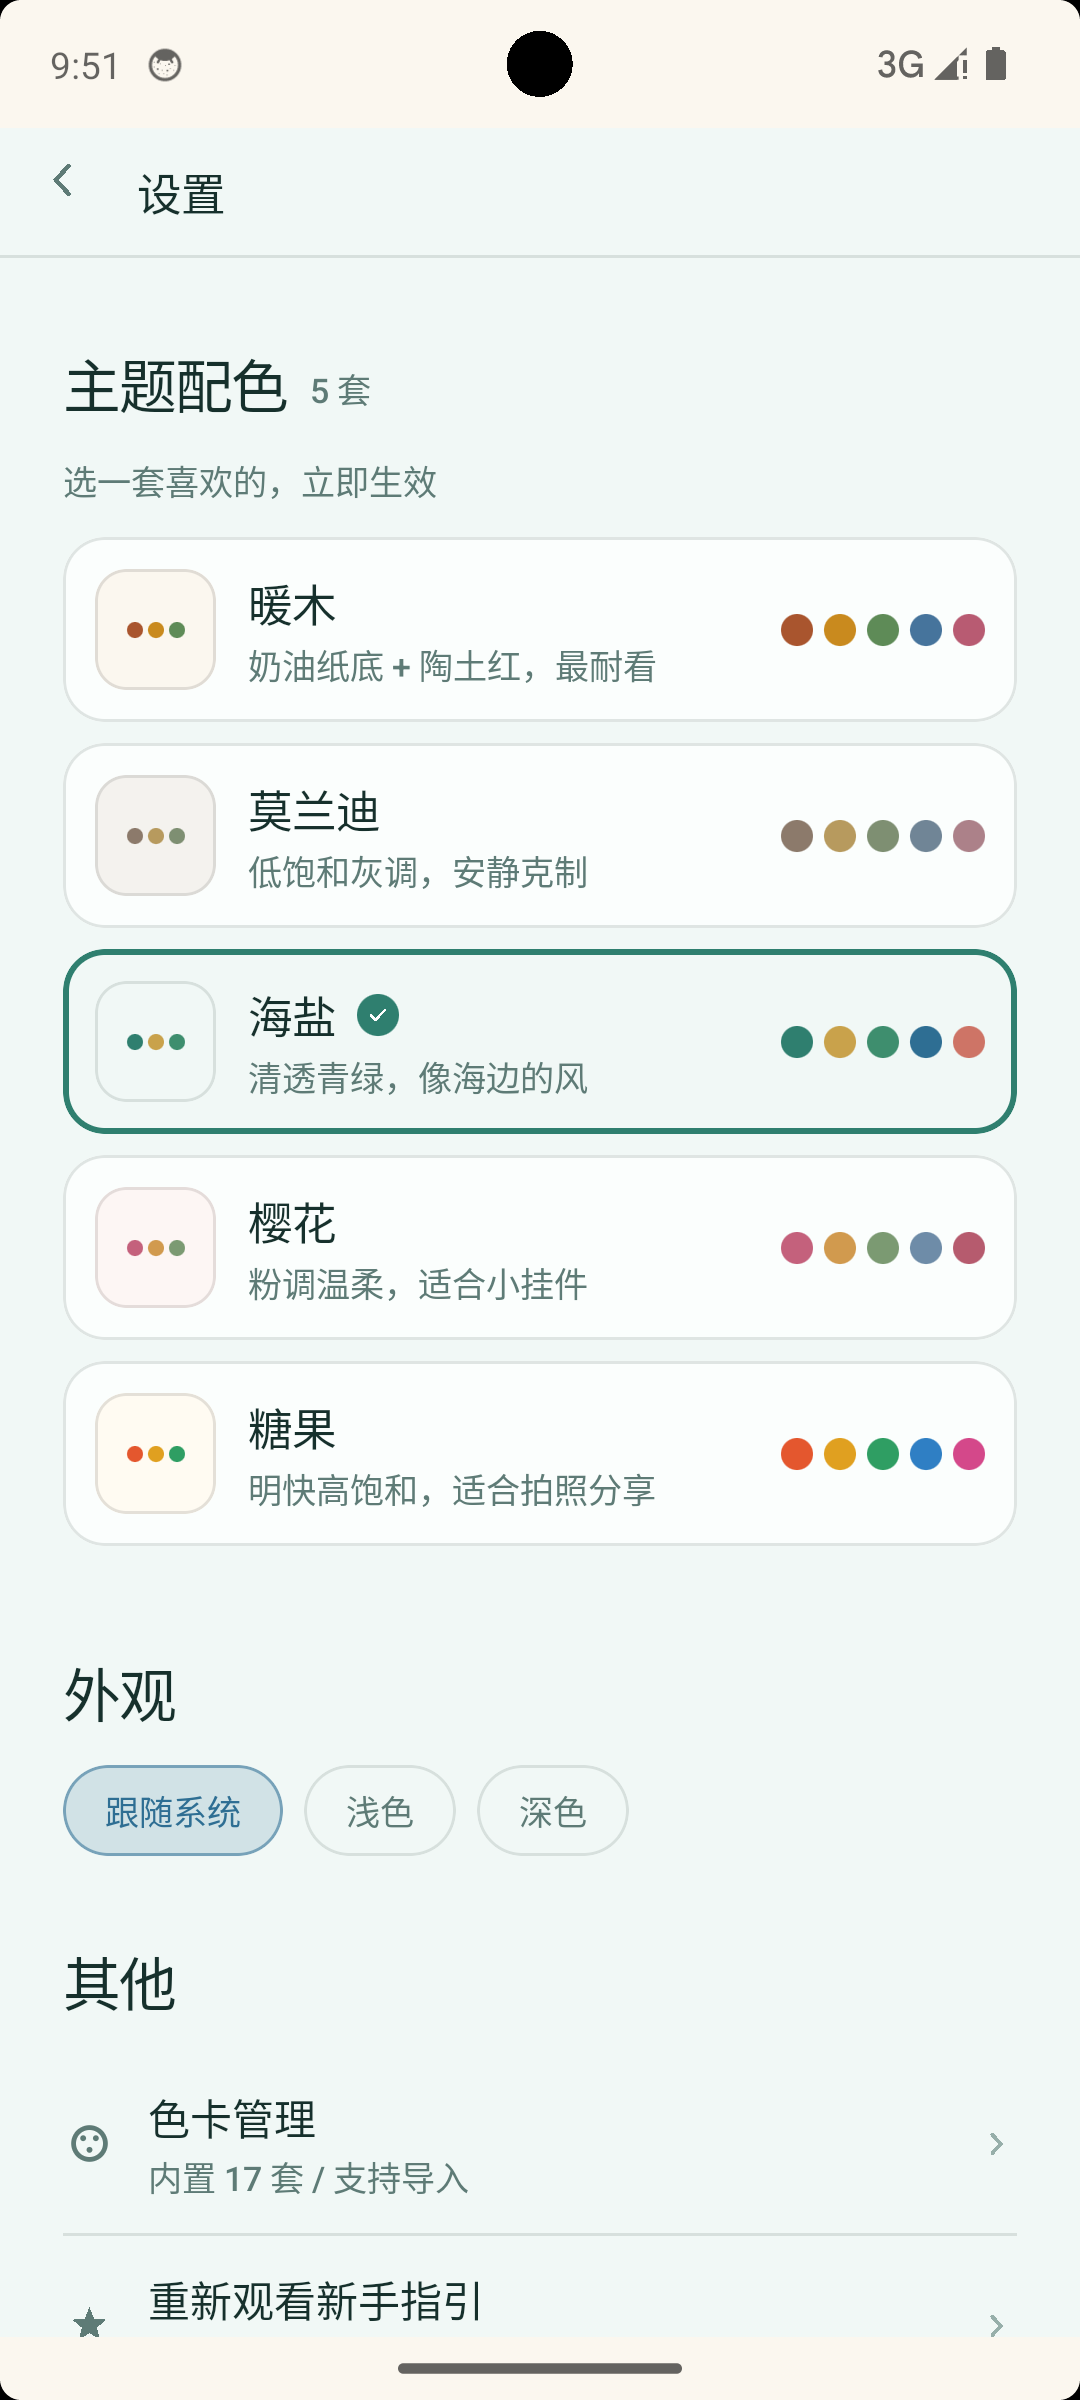 9:51
3G
设置
主题配色 5 套
选一套喜欢的，立即生效
暖木
奶油纸底 + 陶土红，最耐看
莫兰迪
低饱和灰调，安静克制
海盐
清透青绿，像海边的风
樱花
粉调温柔，适合小挂件
糖果
明快高饱和，适合拍照分享
外观
跟随系统 浅色 深色
其他
色卡管理
内置 17 套 / 支持导入
重新观看新手指引